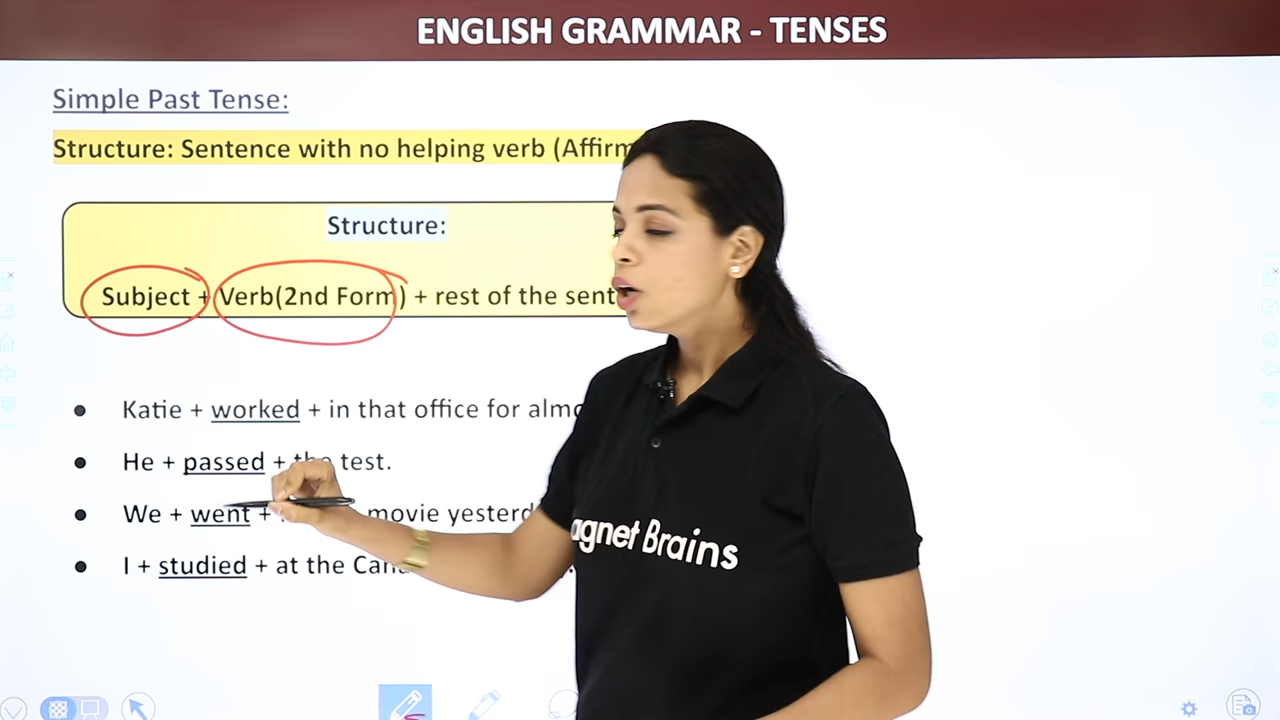 ENGLISH GRAMMAR - TENSES
Simple Past Tense:
Structure: Sentence with no helping verb (Affirm
Structure:
Subject + Verb(2nd Form) + rest of the sent
Katie + worked + in that office for almo
He + passed + the test.
We + went + movie yesterd
I + studied + at the Can
agnet Brains